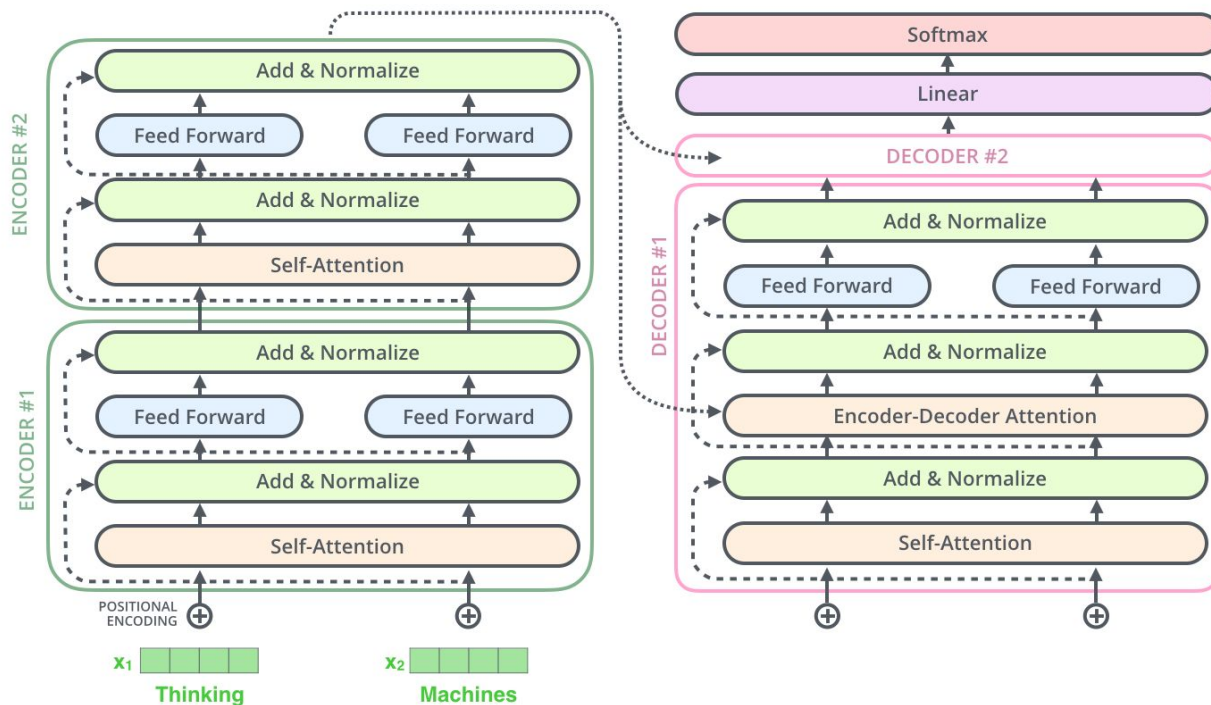 ENCODER #2
Add & Normalize
Feed Forward
Feed Forward
Add & Normalize
Self-Attention
ENCODER #1
Add & Normalize
Feed Forward
Feed Forward
Add & Normalize
Self-Attention
POSITIONAL
ENCODING
x₁
x₂
Thinking
Machines
Softmax
Linear
DECODER #2
DECODER #1
Add & Normalize
Feed Forward
Feed Forward
Add & Normalize
Encoder-Decoder Attention
Add & Normalize
Self-Attention